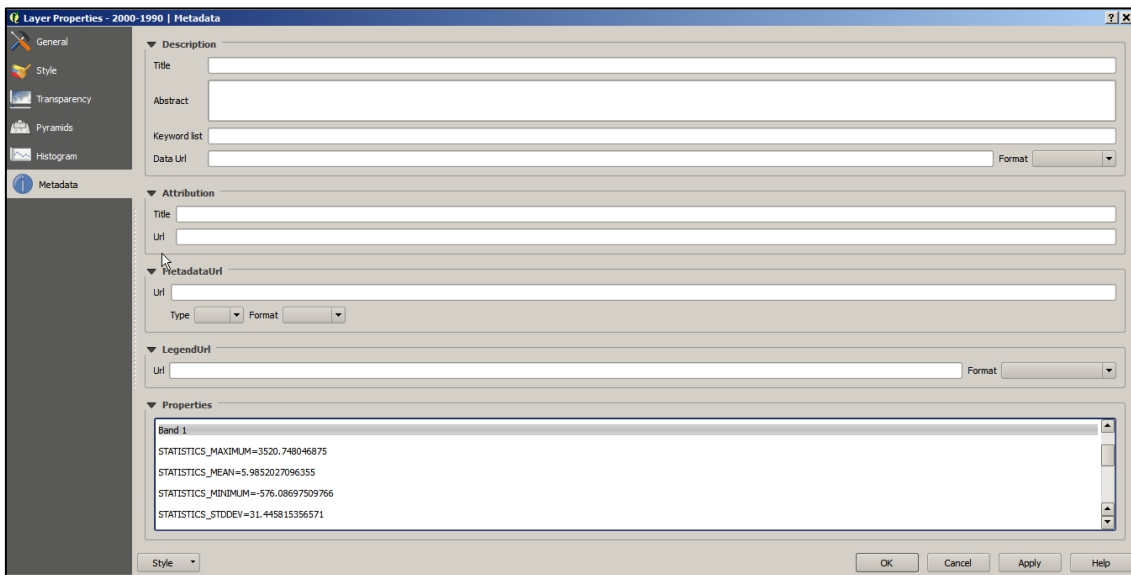 Layer Properties - 2000-1990 | Metadata
General
Style
Transparency
Pyramids
Histogram
Metadata
Description
Title
Abstract
Keyword list
Data Url Format
Attribution
Title
Url
MetadataUrl
Url
Type Format
LegendUrl
Url Format
Properties
Band 1
STATISTICS_MAXIMUM=3520.748046875
STATISTICS_MEAN=5.9852027096355
STATISTICS_MINIMUM=-576.08697509766
STATISTICS_STDDEV=31.445815356571
Style OK Cancel Apply Help